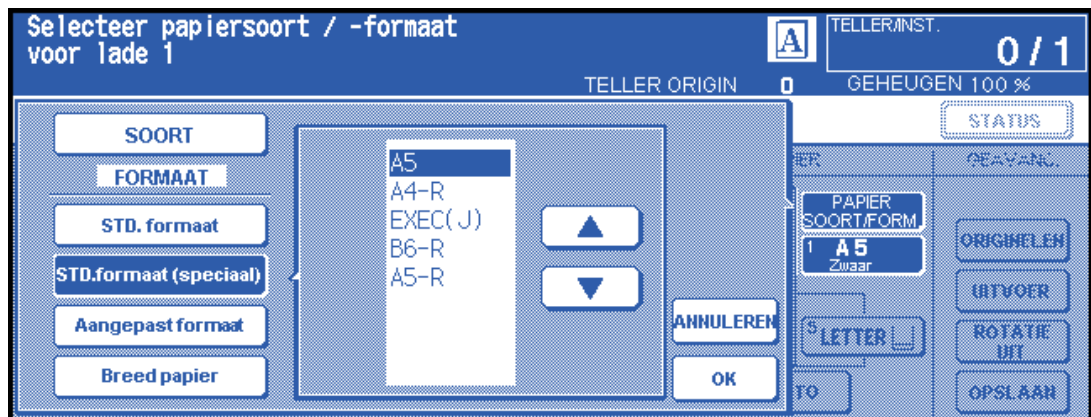 Selecteer papiersoort / -formaat
voor lade 1
A
TELLER/INST.
0 / 1
TELLER ORIGIN 0
GEHEUGEN 100 %
STATUS
SOORT
FORMAAT
STD. formaat
STD.formaat (speciaal)
Aangepast formaat
Breed papier
A5
A4-R
EXEC(J)
B6-R
A5-R
ANNULEREN
OK
GEAVANC.
PAPIER
SOORT/FORM.
1 A5
Zwaar
5 LETTER
ORIGINELEN
UITVOER
ROTATIE
UIT
OPSLAAN